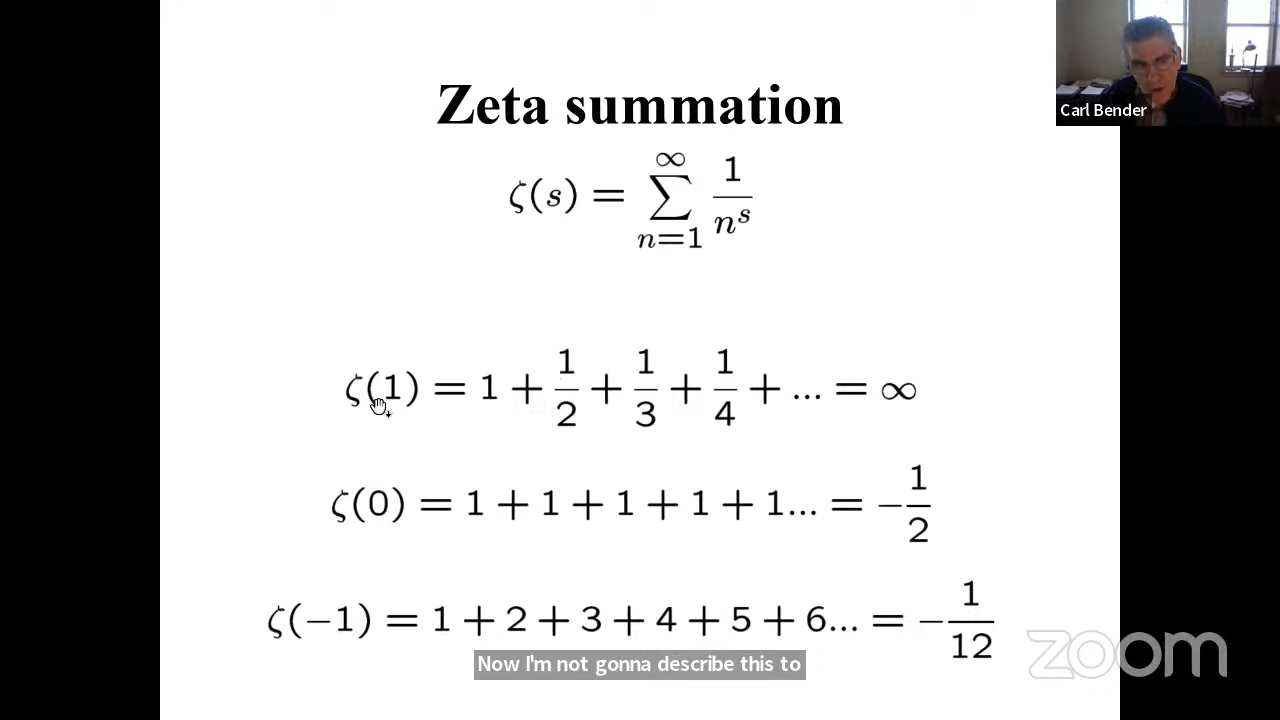 Zeta summation
Carl Bender
ζ(s) = ∑_{n=1}^{∞} 1/n^s
ζ(1) = 1 + 1/2 + 1/3 + 1/4 + ... = ∞
ζ(0) = 1 + 1 + 1 + 1 + 1... = −1/2
ζ(−1) = 1 + 2 + 3 + 4 + 5 + 6... = −1/12
Now I'm not gonna describe this to
zoom